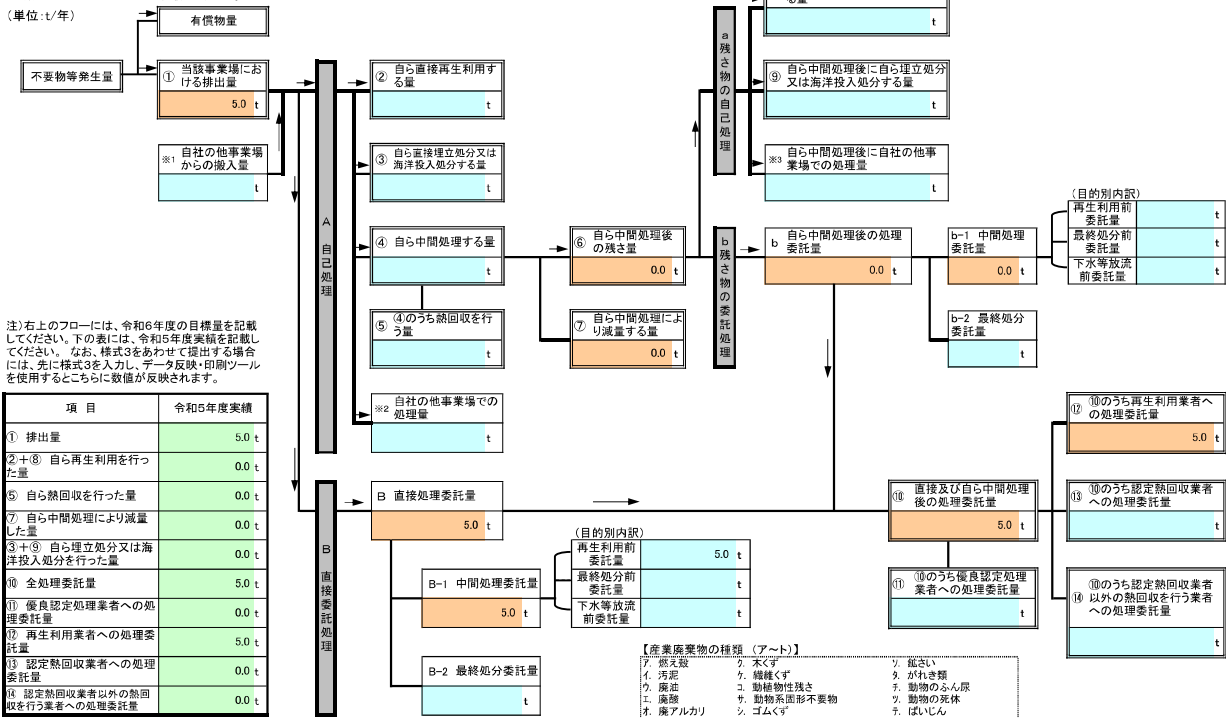 (単位:t/年)
有償物量
不要物等発生量
① 当該事業場にお
ける排出量
5.0 t
※1 自社の他事業場
からの搬入量
t
A 自己処理
② 自ら直接再生利用す
る量
t
③ 自ら直接埋立処分又は
海洋投入処分する量
t
④ 自ら中間処理する量
t
⑤ ④のうち熱回収を行
う量
t
※2 自社の他事業場での
処理量
t
⑥ 自ら中間処理後
の残さ量
0.0 t
⑦ 自ら中間処理によ
り減量する量
0.0 t
a 残さ物の自己処理
る量
t
⑨ 自ら中間処理後に自ら埋立処分
又は海洋投入処分する量
t
※3 自ら中間処理後に自社の他事
業場での処理量
t
b 残さ物の委託処理
b 自ら中間処理後の処理
委託量
0.0 t
b-1 中間処理
委託量
0.0 t
(目的別内訳)
再生利用前
委託量
t
最終処分前
委託量
t
下水等放流
前委託量
t
b-2 最終処分
委託量
t
注)右上のフローには、令和6年度の目標量を記載
してください。下の表には、令和5年度実績を記載し
てください。 なお、様式3をあわせて提出する場合
には、先に様式3を入力し、データ反映・印刷ツール
を使用するとこちらに数値が反映されます。
項 目 令和5年度実績
① 排出量 5.0 t
②+⑧ 自ら再生利用を行っ
た量 0.0 t
⑤ 自ら熱回収を行った量 0.0 t
⑦ 自ら中間処理により減量
した量 0.0 t
③+⑨ 自ら埋立処分又は海
洋投入処分を行った量 0.0 t
⑩ 全処理委託量 5.0 t
⑪ 優良認定処理業者への処
理委託量 0.0 t
⑫ 再生利用業者への処理委
託量 5.0 t
⑬ 認定熱回収業者への処理
委託量 0.0 t
⑭ 認定熱回収業者以外の熱回
収を行う業者への処理委託量 0.0 t
B 直接委託処理
B 直接処理委託量
5.0 t
B-1 中間処理委託量
5.0 t
(目的別内訳)
再生利用前
委託量
5.0 t
最終処分前
委託量
t
下水等放流
前委託量
t
B-2 最終処分委託量
t
⑩ 直接及び自ら中間処理
後の処理委託量
5.0 t
⑪ ⑩のうち優良認定処理
業者への処理委託量
t
⑫ ⑩のうち再生利用業者へ
の処理委託量
5.0 t
⑬ ⑩のうち認定熱回収業者
への処理委託量
t
⑭ ⑩のうち認定熱回収業者
以外の熱回収を行う業者
への処理委託量
t
【産業廃棄物の種類 (ア~ト)】
ア. 燃え殻 ク. 木くず ソ. 鉱さい
イ. 汚泥 ケ. 繊維くず タ. がれき類
ウ. 廃油 コ. 動植物性残さ チ. 動物のふん尿
エ. 廃酸 サ. 動物系固形不要物 ツ. 動物の死体
オ. 廃アルカリ シ. ゴムくず テ. ばいじん